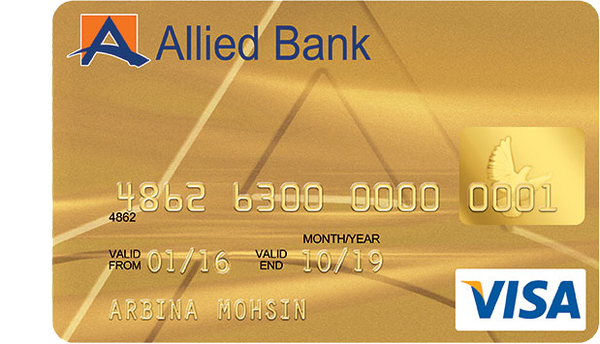 Allied Bank
4862 6300 0000 0001
4862
MONTH/YEAR
VALID FROM 01/16 VALID END 10/19
ARBINA MOHSIN
VISA